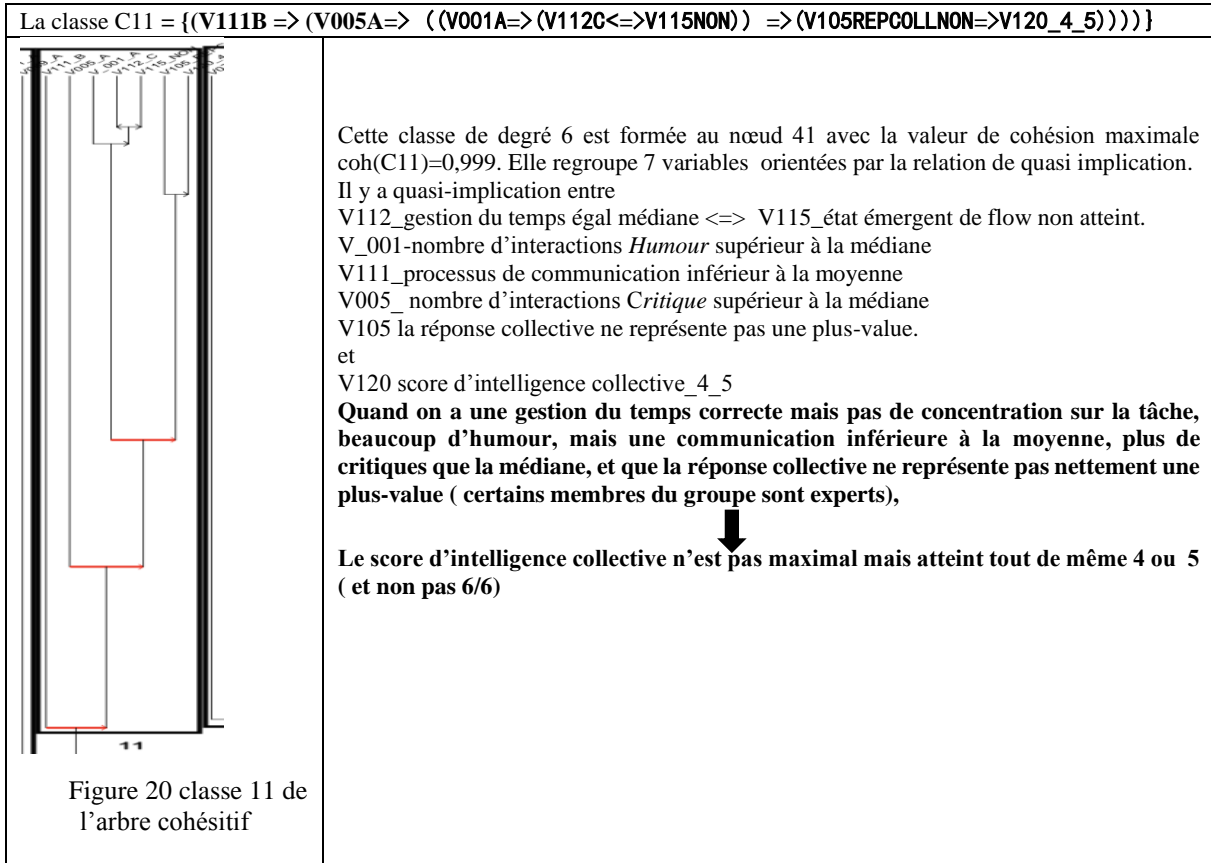 La classe C11 = {(V111B => (V005A=> ((V001A=>(V112C<=>V115NON)) =>(V105REPCOLLNON=>V120_4_5))))}
V111_B
V005_A
V_001_A
V112_C
V115_NON
11
Figure 20 classe 11 de
l’arbre cohésitif
Cette classe de degré 6 est formée au nœud 41 avec la valeur de cohésion maximale
coh(C11)=0,999. Elle regroupe 7 variables orientées par la relation de quasi implication.
Il y a quasi-implication entre
V112_gestion du temps égal médiane <=> V115_état émergent de flow non atteint.
V_001-nombre d’interactions Humour supérieur à la médiane
V111_processus de communication inférieur à la moyenne
V005_ nombre d’interactions Critique supérieur à la médiane
V105 la réponse collective ne représente pas une plus-value.
et
V120 score d’intelligence collective_4_5
Quand on a une gestion du temps correcte mais pas de concentration sur la tâche,
beaucoup d’humour, mais une communication inférieure à la moyenne, plus de
critiques que la médiane, et que la réponse collective ne représente pas nettement une
plus-value ( certains membres du groupe sont experts),
Le score d’intelligence collective n’est pas maximal mais atteint tout de même 4 ou 5
( et non pas 6/6)